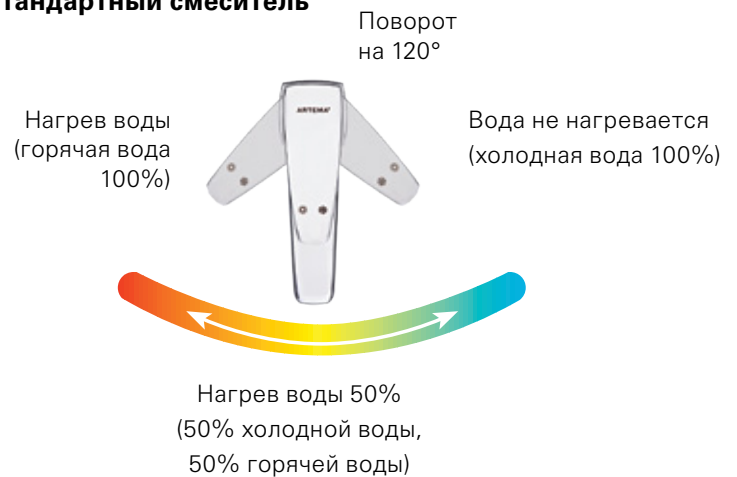 тандартный смеситель
Поворот
на 120°
ARTEMA
Нагрев воды
(горячая вода
100%)
Вода не нагревается
(холодная вода 100%)
Нагрев воды 50%
(50% холодной воды,
50% горячей воды)